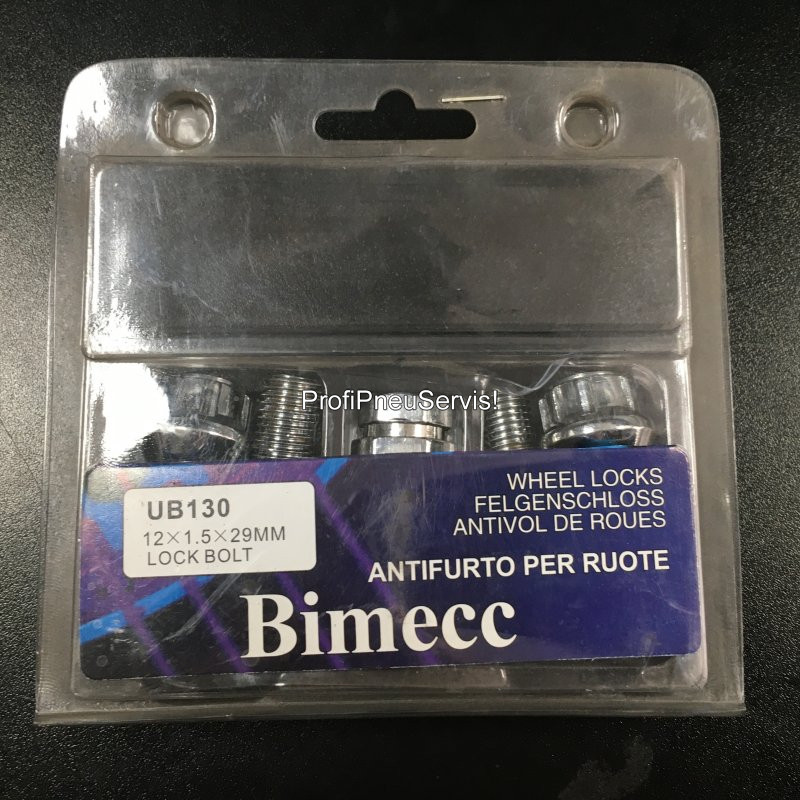 ProfiPneuServis!
UB130
12×1.5×29MM
LOCK BOLT
WHEEL LOCKS
FELGENSCHLOSS
ANTIVOL DE ROUES
ANTIFURTO PER RUOTE
Bimecc